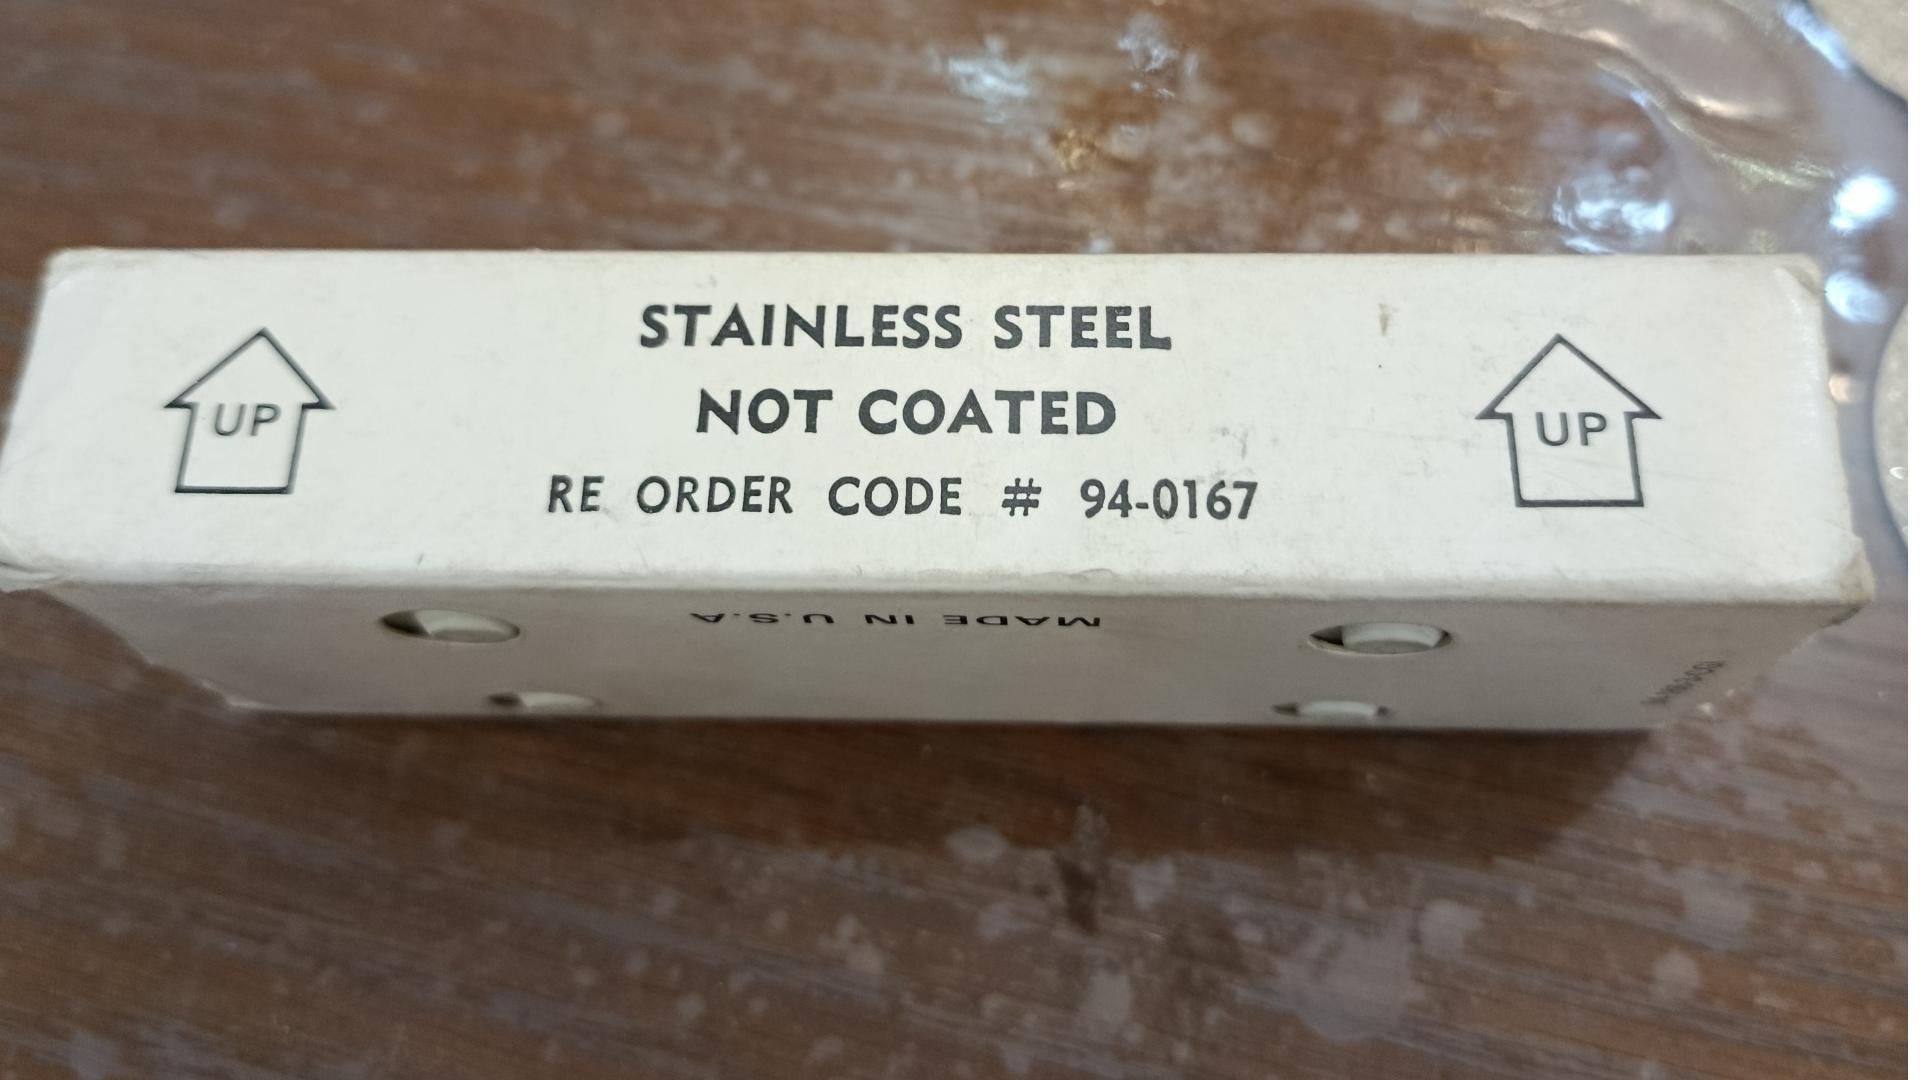 UP
STAINLESS STEEL
NOT COATED
RE ORDER CODE # 94-0167
UP
MADE IN U.S.A